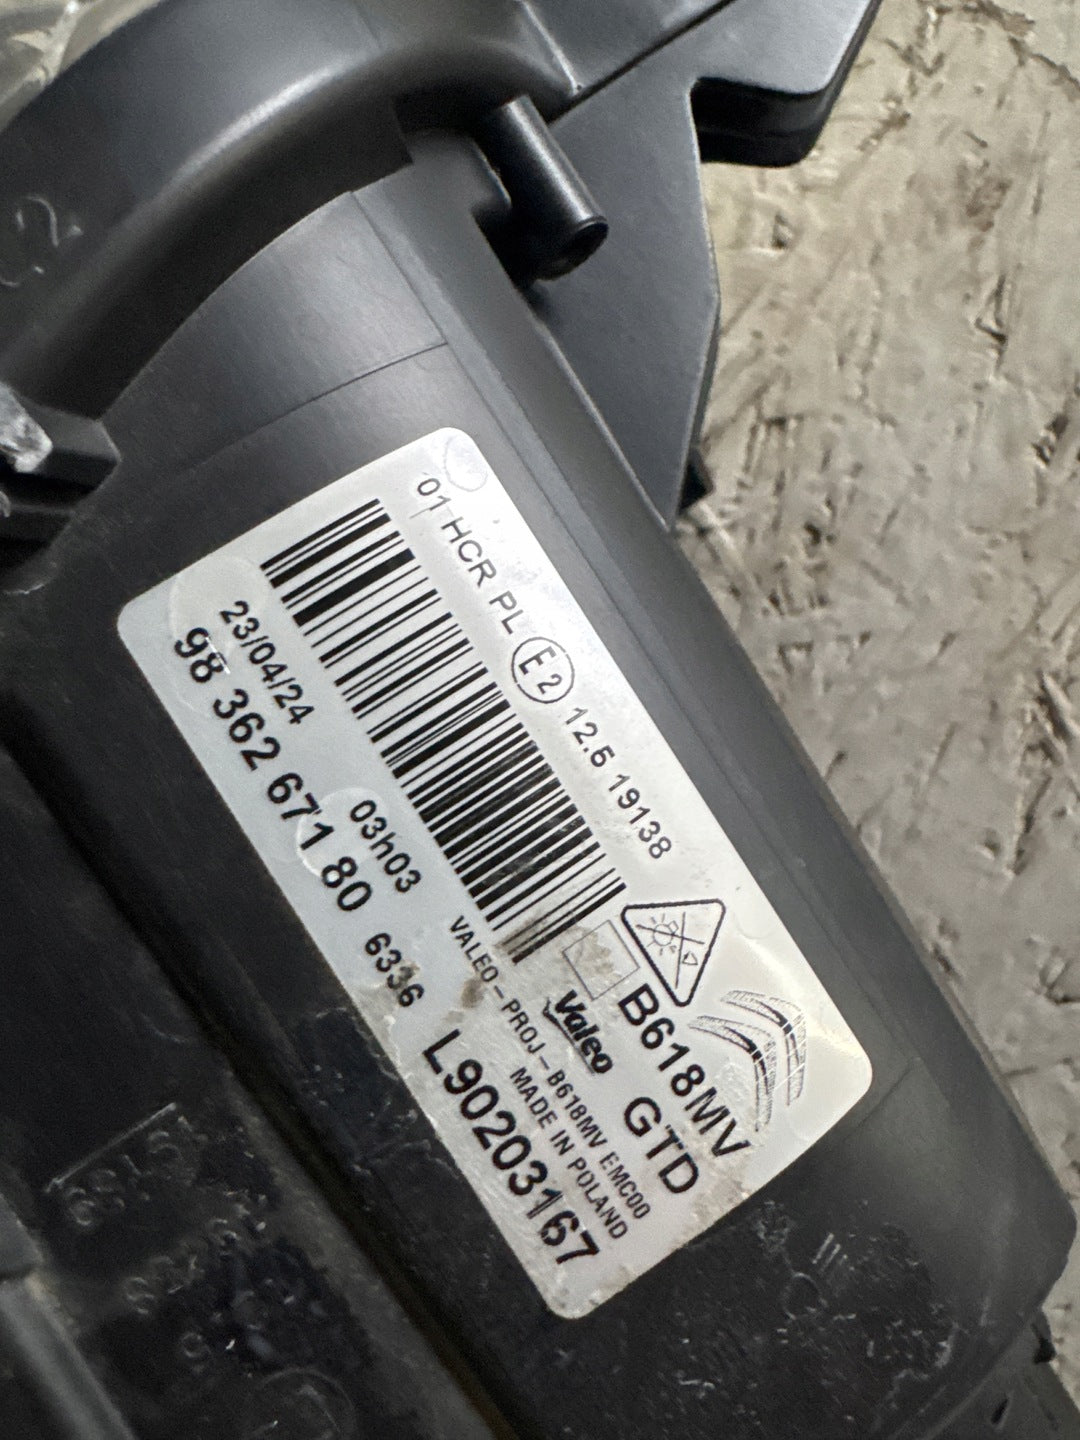 01 HCR PL E2 12.5 19138
23/04/24 03h03
98 362 671 80 6336
B618MV
GTD
Valeo
VALEO-PROJ-B618MV EMC00
MADE IN POLAND
L90203167